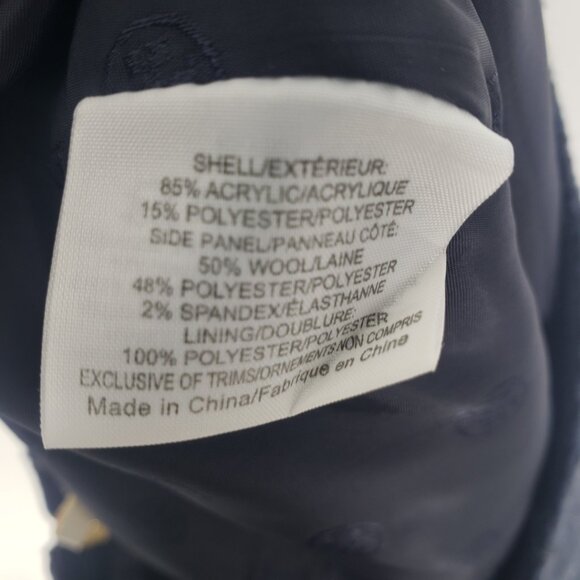 SHELL/EXTÉRIEUR:
85% ACRYLIC/ACRYLIQUE
15% POLYESTER/POLYESTER
SIDE PANEL/PANNEAU CÔTÉ:
50% WOOL/LAINE
48% POLYESTER/POLYESTER
2% SPANDEX/ÉLASTHANNE
LINING/DOUBLURE:
100% POLYESTER/POLYESTER
EXCLUSIVE OF TRIMS/ORNEMENTS NON COMPRIS
Made in China/Fabrique en Chine